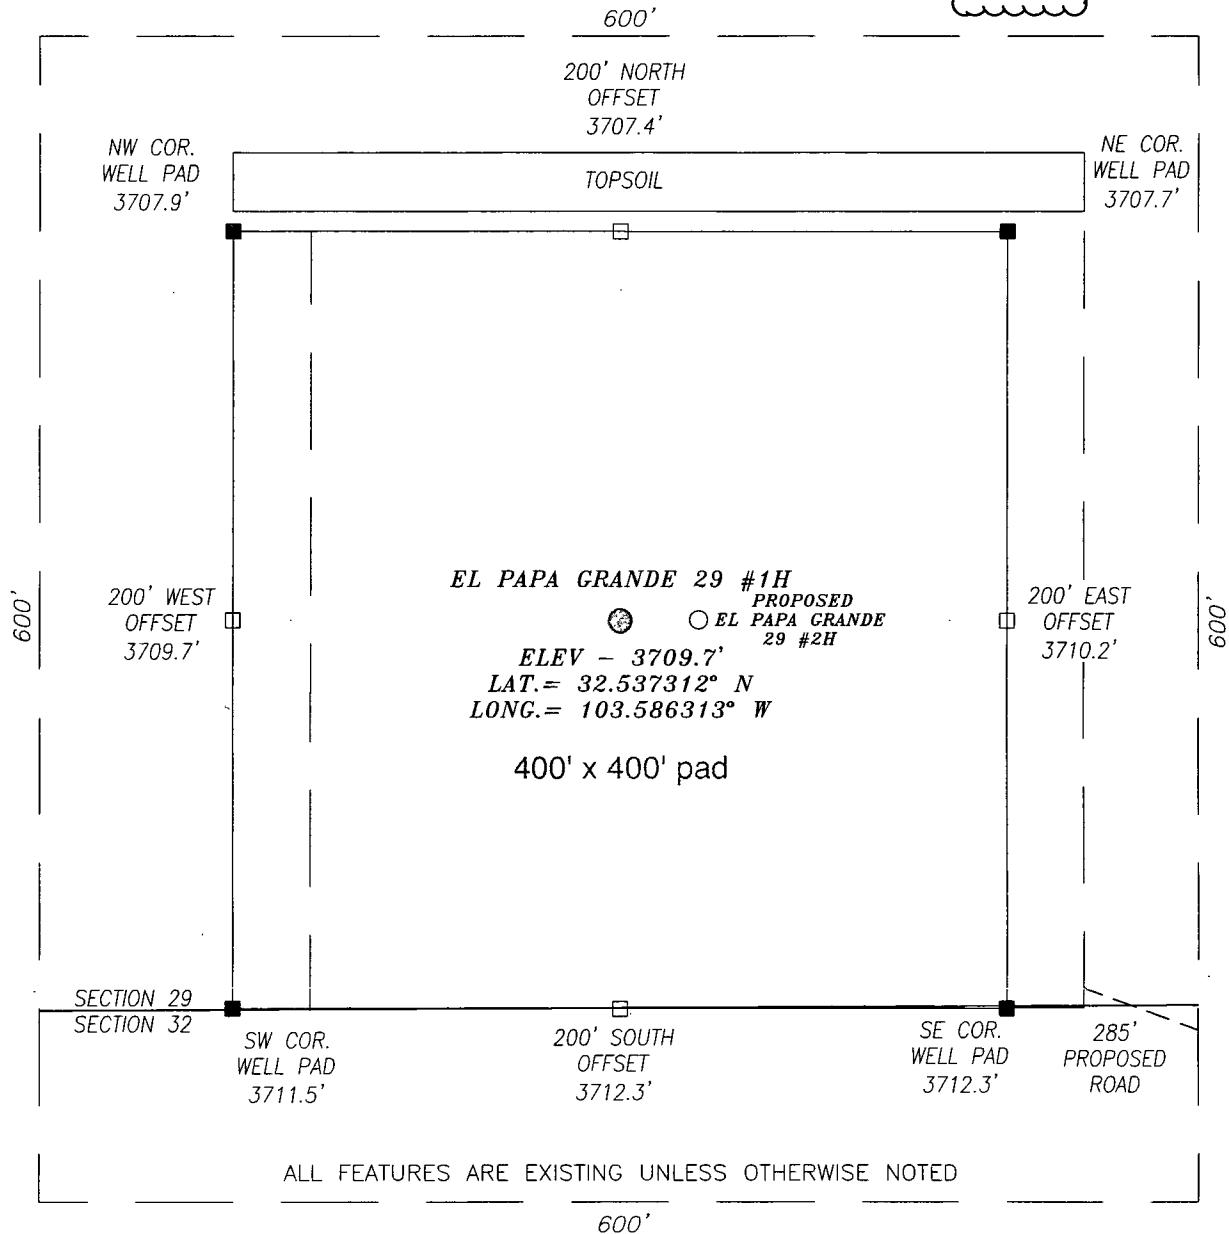 600'
200' NORTH
OFFSET
3707.4'
NW COR.
WELL PAD
3707.9'
NE COR.
WELL PAD
3707.7'
TOPSOIL
600'
200' WEST
OFFSET
3709.7'
EL PAPA GRANDE 29 #1H
PROPOSED
EL PAPA GRANDE
29 #2H
ELEV - 3709.7'
LAT.= 32.537312° N
LONG.= 103.586313° W
400' x 400' pad
200' EAST
OFFSET
3710.2'
600'
SECTION 29
SECTION 32
SW COR.
WELL PAD
3711.5'
200' SOUTH
OFFSET
3712.3'
SE COR.
WELL PAD
3712.3'
285'
PROPOSED
ROAD
ALL FEATURES ARE EXISTING UNLESS OTHERWISE NOTED
600'